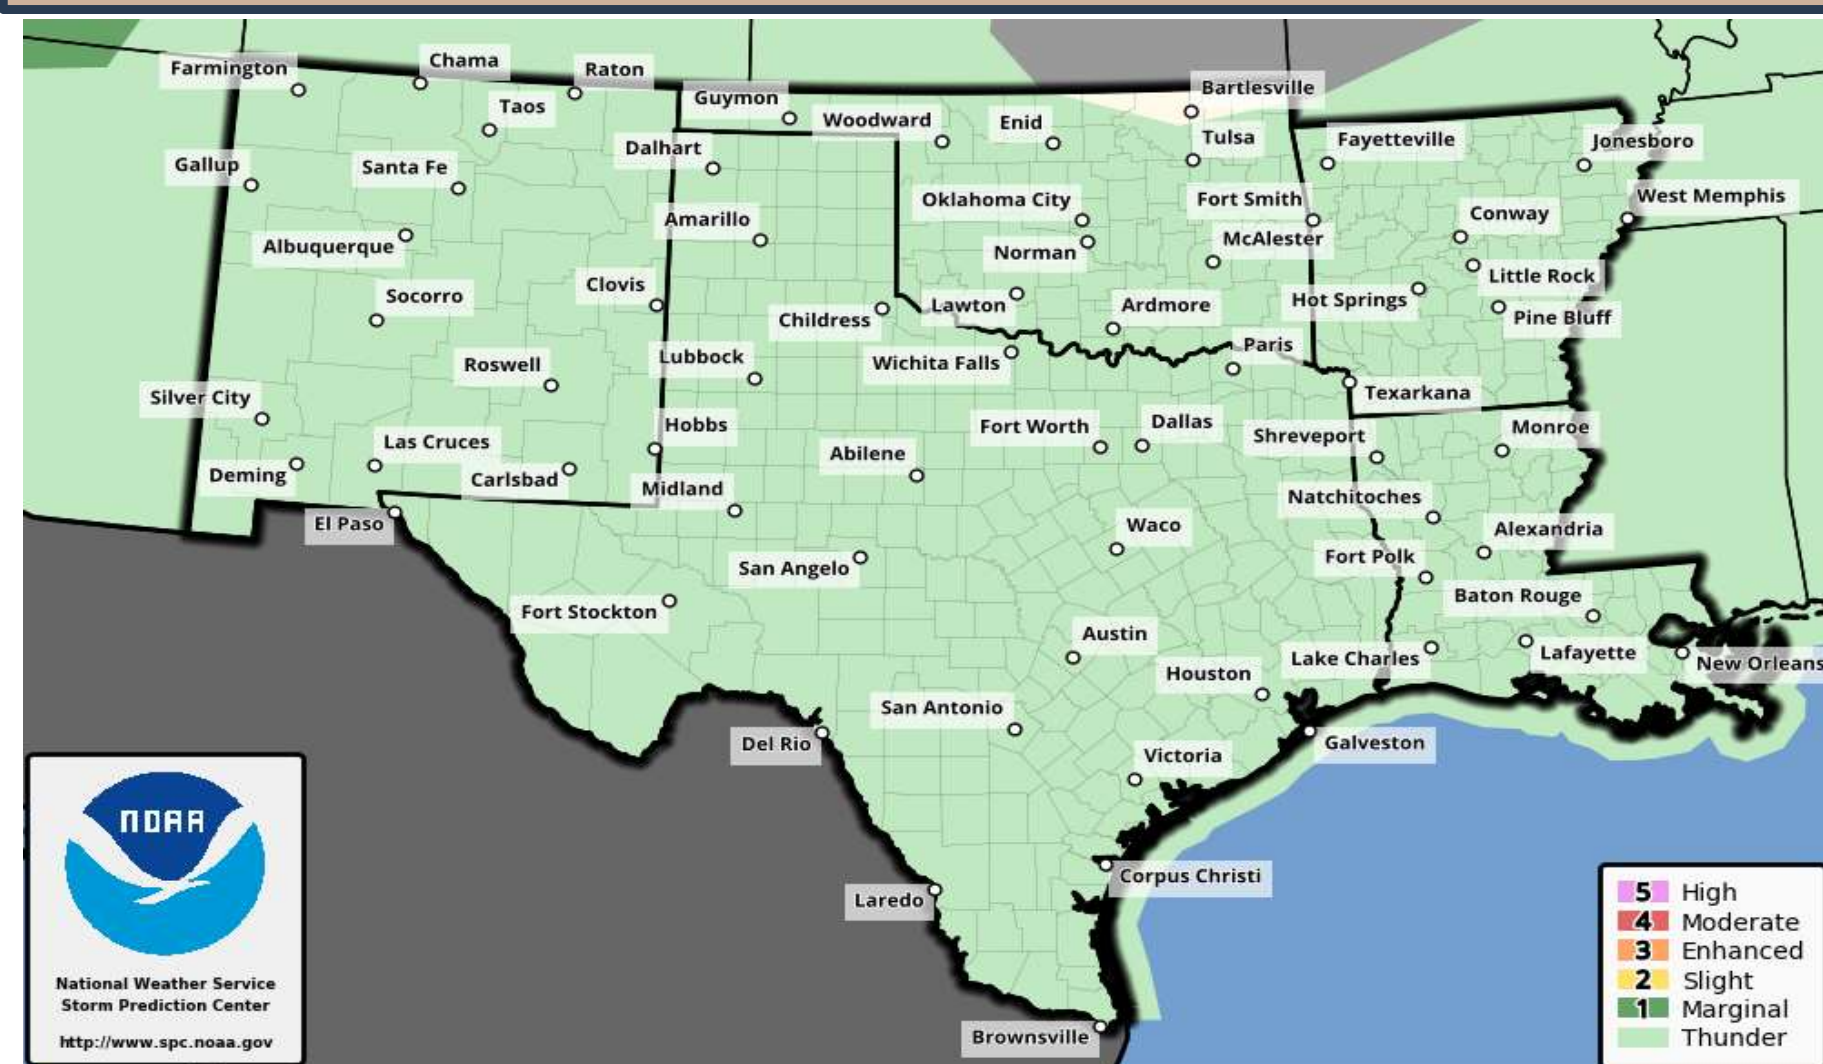 Farmington
Chama
Raton
Guymon
Bartlesville
Taos
Woodward
Enid
Tulsa
Fayetteville
Jonesboro
Gallup
Santa Fe
Dalhart
Oklahoma City
Fort Smith
West Memphis
Amarillo
Conway
Albuquerque
Norman
McAlester
Clovis
Little Rock
Socorro
Childress
Lawton
Ardmore
Hot Springs
Pine Bluff
Roswell
Lubbock
Wichita Falls
Paris
Silver City
Texarkana
Hobbs
Fort Worth
Dallas
Shreveport
Monroe
Las Cruces
Abilene
Deming
Carlsbad
Midland
Natchitoches
El Paso
Waco
Alexandria
San Angelo
Fort Polk
Fort Stockton
Baton Rouge
Austin
Lake Charles
Lafayette
New Orleans
Houston
San Antonio
Del Rio
Galveston
Victoria
Corpus Christi
Laredo
Brownsville
NOAA
National Weather Service
Storm Prediction Center
http://www.spc.noaa.gov
5 High
4 Moderate
3 Enhanced
2 Slight
1 Marginal
Thunder